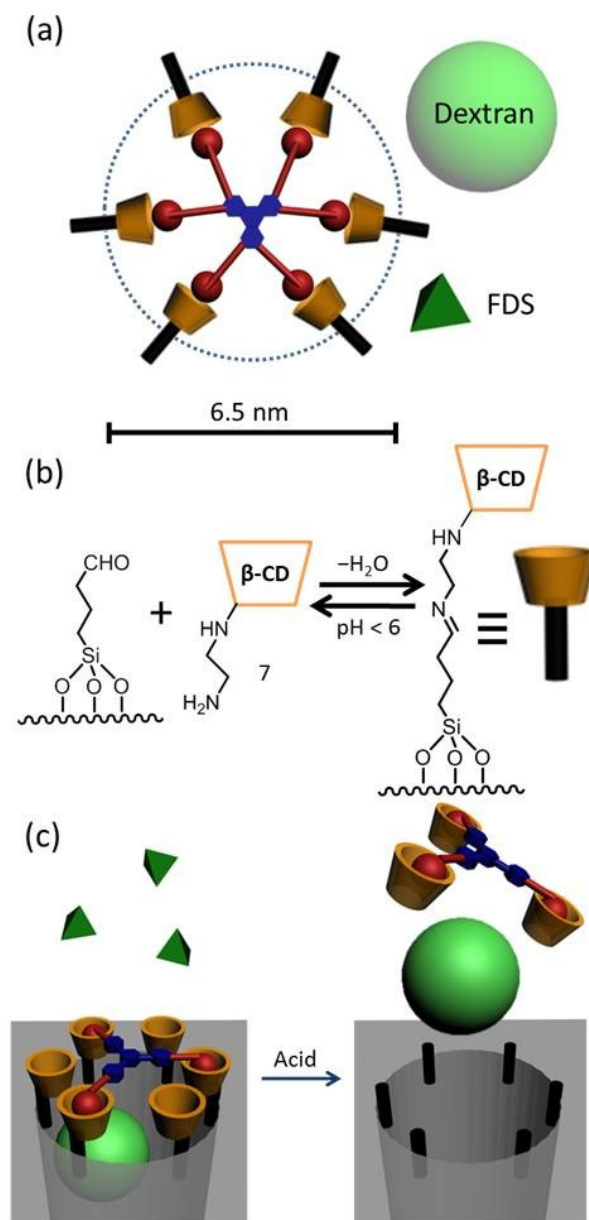 (a)
Dextran
FDS
6.5 nm
(b)
β-CD
CHO
β-CD
−H₂O
HN
HN
N
+
pH < 6
Si
7
O O O
H₂N
Si
O O O
(c)
Acid